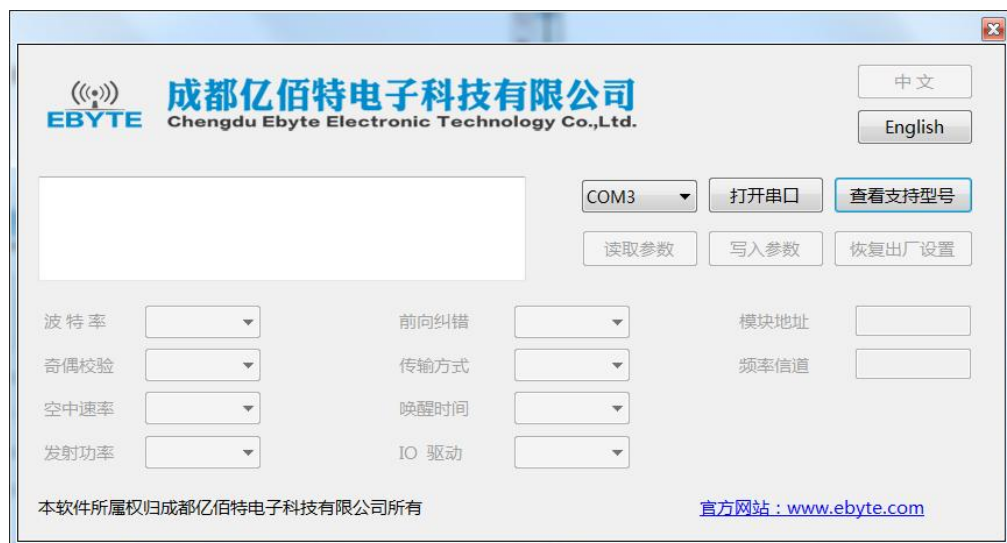 中文
EBYTE
成都亿佰特电子科技有限公司
Chengdu Ebyte Electronic Technology Co.,Ltd.
English
COM3 打开串口 查看支持型号
读取参数 写入参数 恢复出厂设置
波特率 前向纠错 模块地址
奇偶校验 传输方式 频率信道
空中速率 唤醒时间
发射功率 IO 驱动
本软件所属权归成都亿佰特电子科技有限公司所有 官方网站：www.ebyte.com